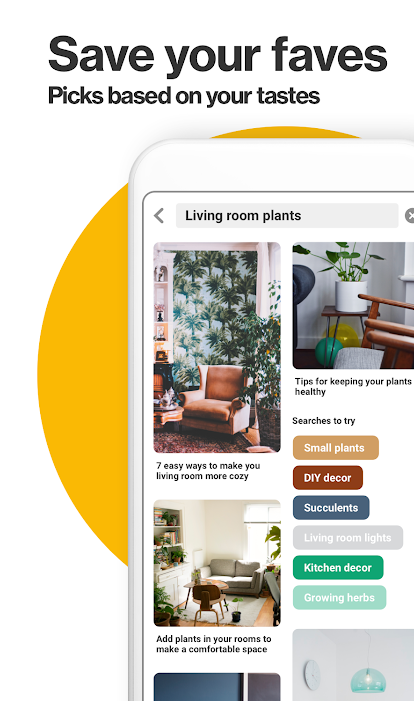 Save your faves
Picks based on your tastes
Living room plants
7 easy ways to make you
living room more cozy
Add plants in your rooms to
make a comfortable space
Tips for keeping your plants
healthy
Searches to try
Small plants
DIY decor
Succulents
Living room lights
Kitchen decor
Growing herbs